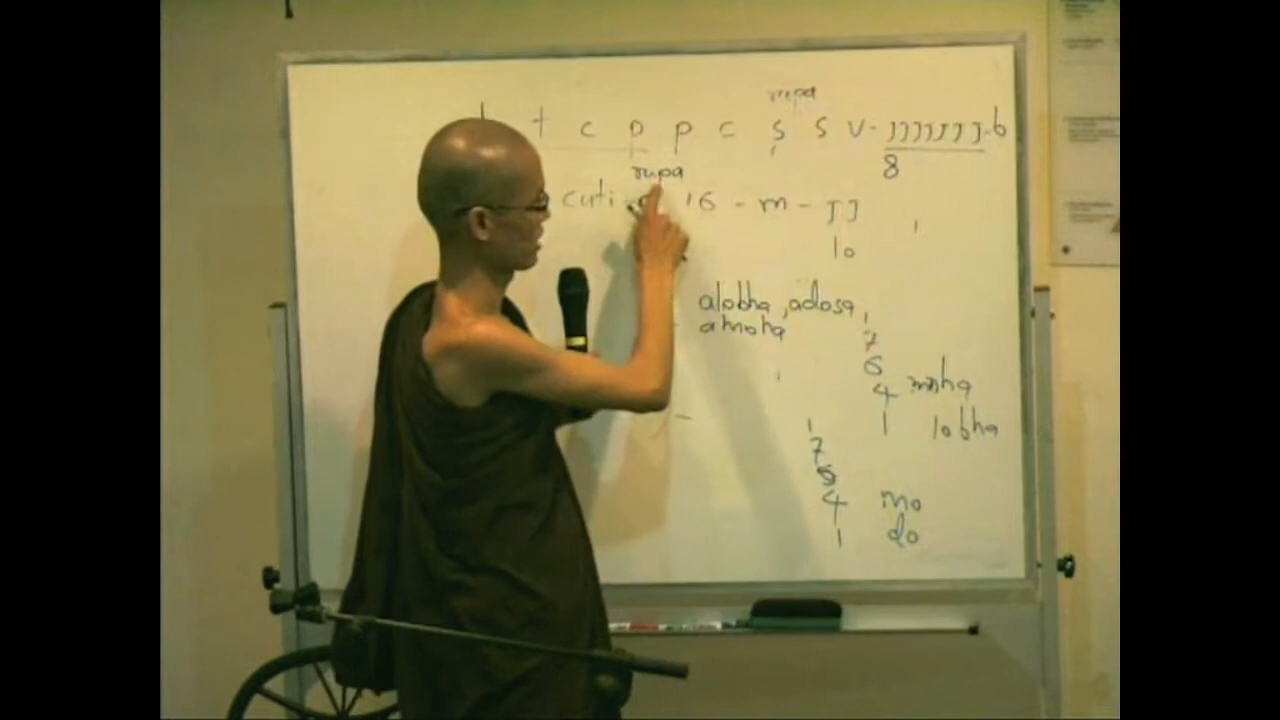 rupa
t c p p c s s v - JJJJJJJ - b
rupa 8
cuti - 16 - m - JJ
10
alobha, adosa,
amoha
7
6
4 moha
1 lobha
7
6
4 mo
1 do